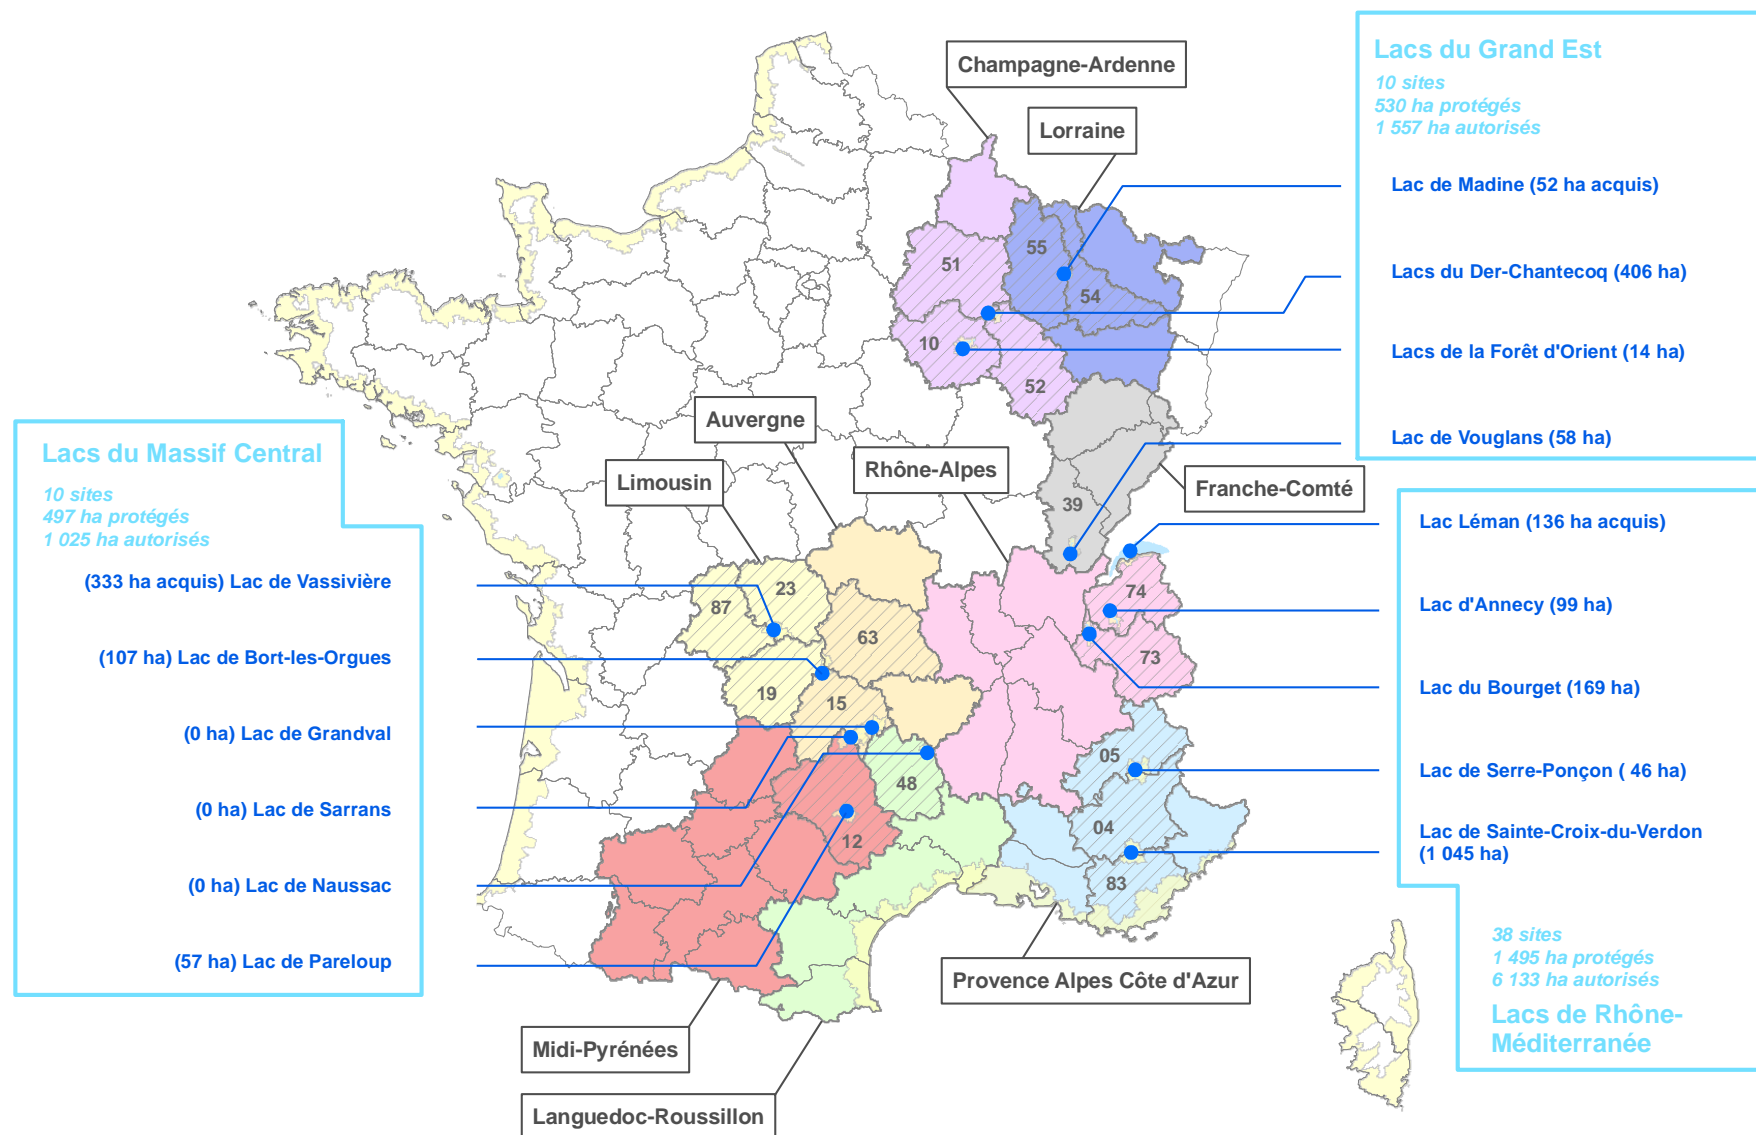 Champagne-Ardenne
Lorraine
Lacs du Grand Est
10 sites
530 ha protégés
1 557 ha autorisés
Lac de Madine (52 ha acquis)
Lacs du Der-Chantecoq (406 ha)
Lacs de la Forêt d'Orient (14 ha)
Lac de Vouglans (58 ha)
55
51
54
10
52
Auvergne
Limousin
Rhône-Alpes
Franche-Comté
39
Lacs du Massif Central
10 sites
497 ha protégés
1 025 ha autorisés
(333 ha acquis) Lac de Vassivière
(107 ha) Lac de Bort-les-Orgues
(0 ha) Lac de Grandval
(0 ha) Lac de Sarrans
(0 ha) Lac de Naussac
(57 ha) Lac de Pareloup
23
87
63
19
15
48
12
74
73
05
04
83
Lac Léman (136 ha acquis)
Lac d'Annecy (99 ha)
Lac du Bourget (169 ha)
Lac de Serre-Ponçon ( 46 ha)
Lac de Sainte-Croix-du-Verdon
(1 045 ha)
38 sites
1 495 ha protégés
6 133 ha autorisés
Lacs de Rhône-
Méditerranée
Provence Alpes Côte d'Azur
Midi-Pyrénées
Languedoc-Roussillon